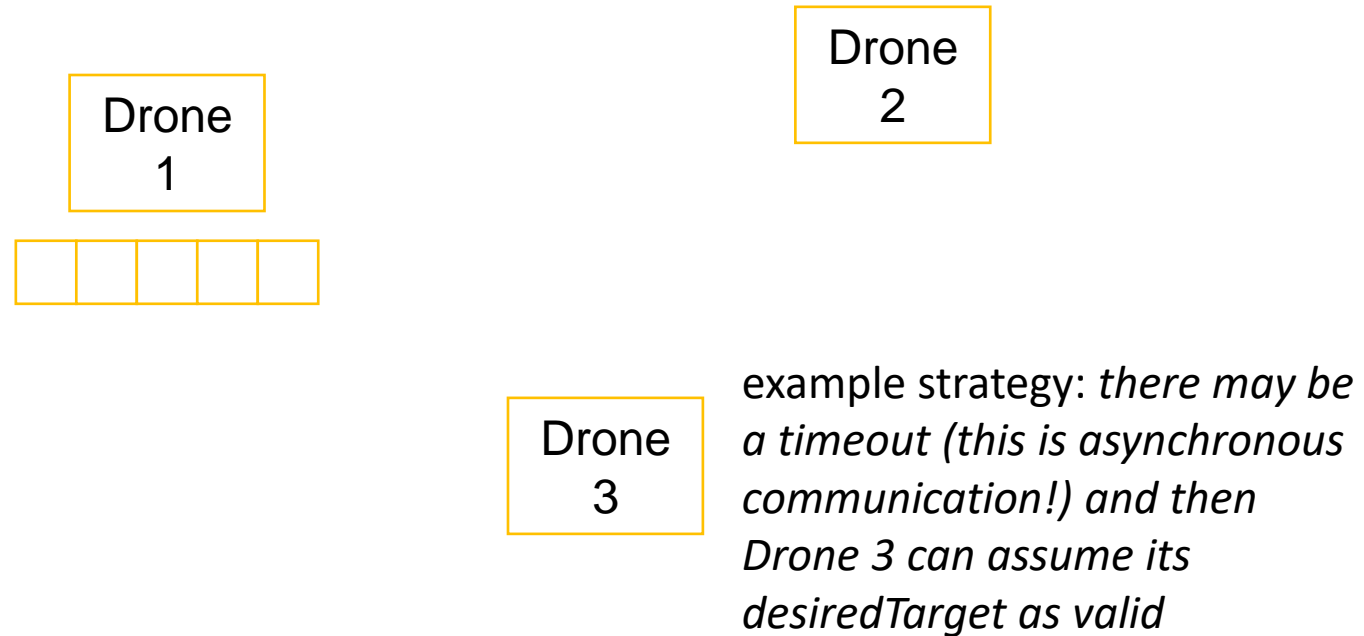 Drone
2
Drone
1
Drone
3
example strategy: there may be
a timeout (this is asynchronous
communication!) and then
Drone 3 can assume its
desiredTarget as valid